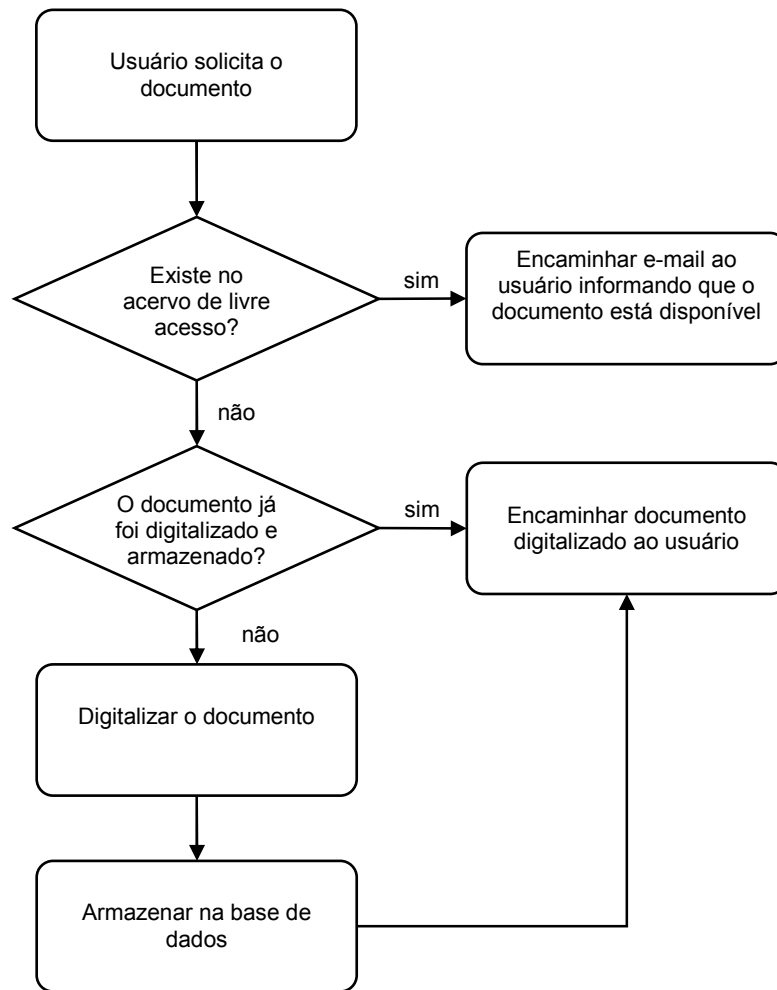 Usuário solicita o
documento
Existe no
acervo de livre
acesso?
sim
Encaminhar e-mail ao
usuário informando que o
documento está disponível
não
O documento já
foi digitalizado e
armazenado?
sim
Encaminhar documento
digitalizado ao usuário
não
Digitalizar o documento
Armazenar na base de
dados